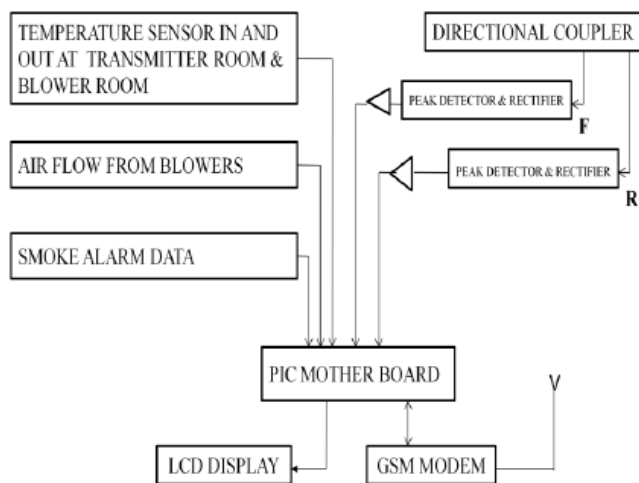 TEMPERATURE SENSOR IN AND
OUT AT TRANSMITTER ROOM &
BLOWER ROOM
DIRECTIONAL COUPLER
PEAK DETECTOR & RECTIFIER
F
AIR FLOW FROM BLOWERS
PEAK DETECTOR & RECTIFIER
R
SMOKE ALARM DATA
PIC MOTHER BOARD
LCD DISPLAY
GSM MODEM